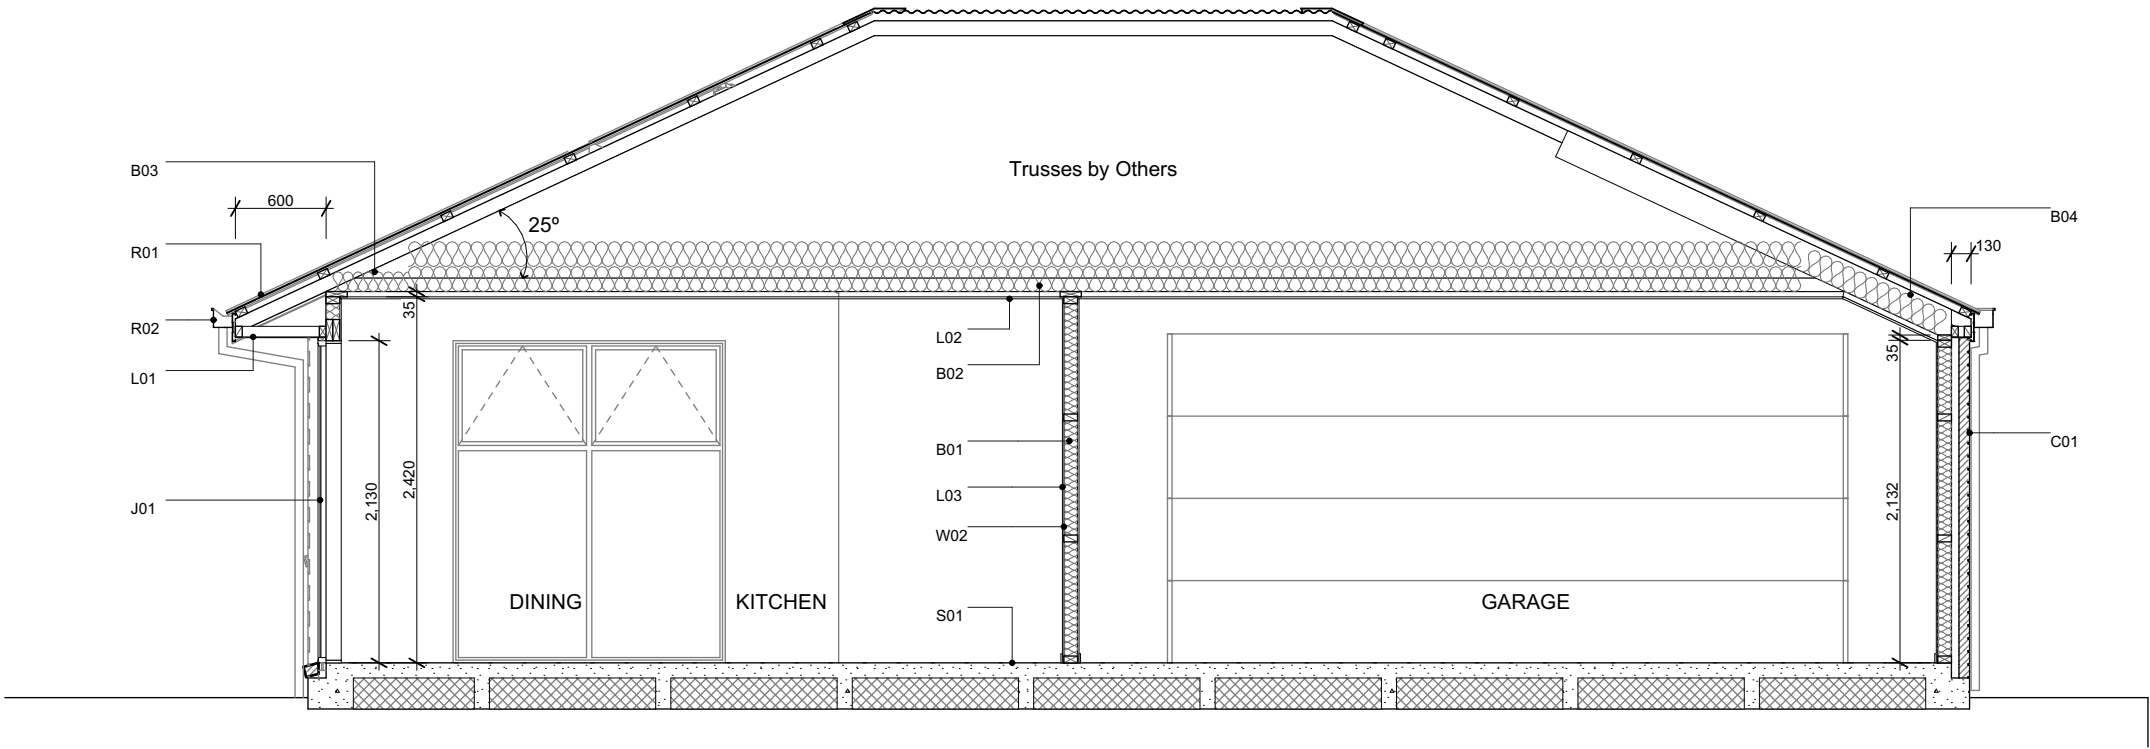 Trusses by Others
B03
600
25º
B04
R01
130
R02
35
L02
35
L01
B02
B01
C01
2,420
2,130
L03
2,132
J01
W02
DINING
KITCHEN
S01
GARAGE